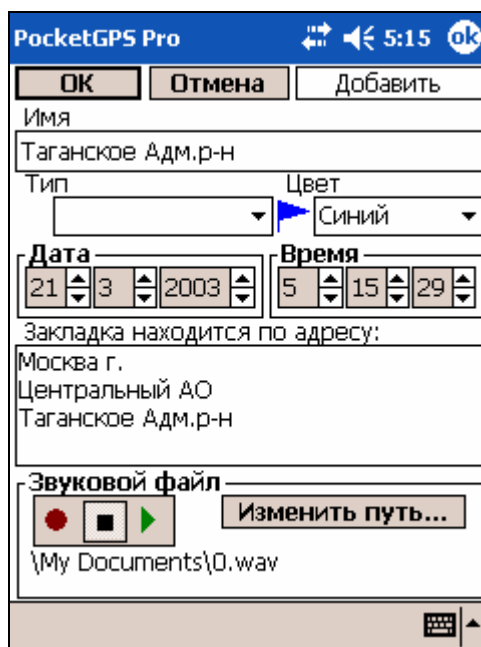 PocketGPS Pro 5:15 ok
ОК Отмена Добавить
Имя
Таганское Адм.р-н
Тип Цвет
Синий
Дата Время
21 3 2003 5 15 29
Закладка находится по адресу:
Москва г.
Центральный АО
Таганское Адм.р-н
Звуковой файл
Изменить путь...
\My Documents\0.wav